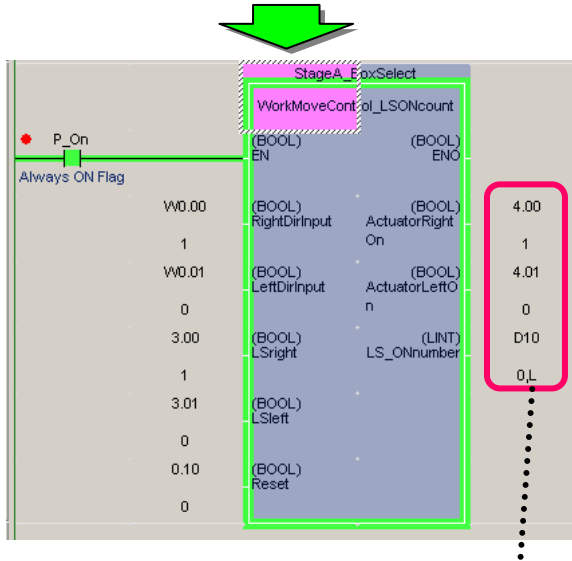 StageA_BoxSelect
WorkMoveControl_LSONcount
P_On
Always ON Flag
(BOOL) (BOOL)
EN ENO
W0.00 (BOOL) (BOOL) 4.00
RightDirInput ActuatorRight
On
1 1
W0.01 (BOOL) (BOOL) 4.01
LeftDirInput ActuatorLeftO
n
0 0
3.00 (BOOL) (LINT) D10
LSright LS_ONnumber
1 0,L
3.01 (BOOL)
LSleft
0
0.10 (BOOL)
Reset
0